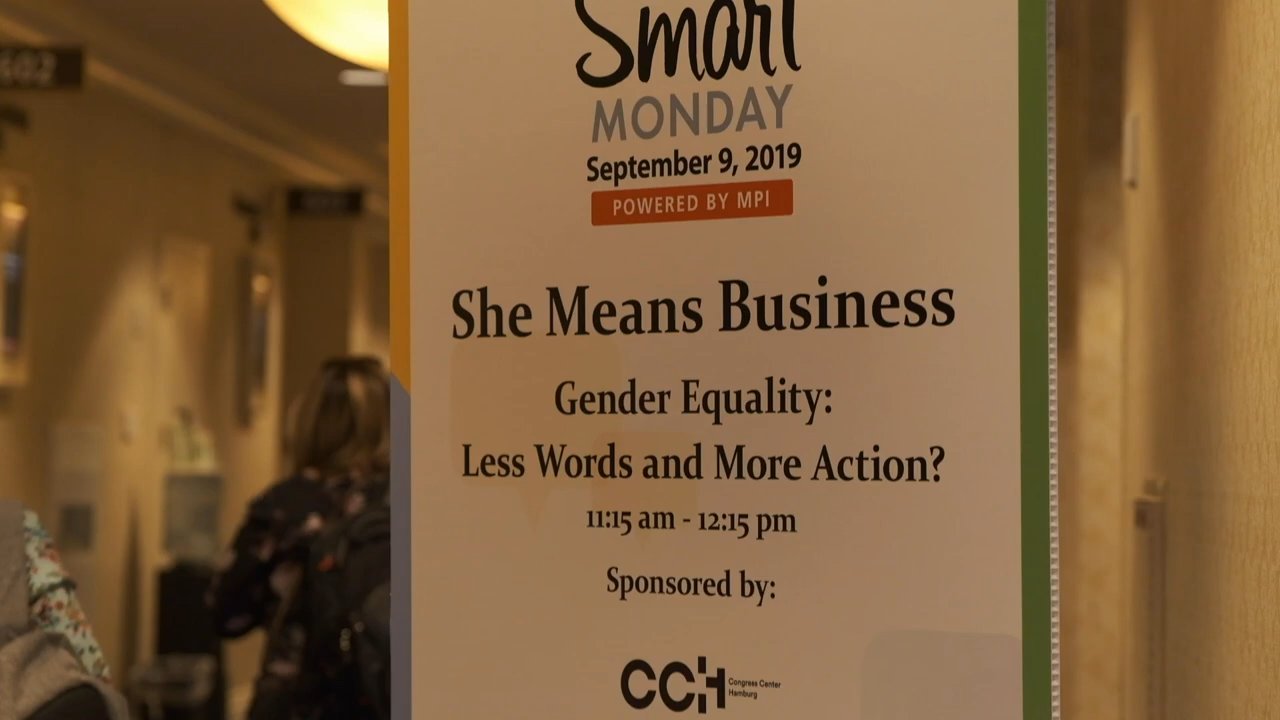 602
Smart
MONDAY
September 9, 2019
POWERED BY MPI
She Means Business
Gender Equality:
Less Words and More Action?
11:15 am - 12:15 pm
Sponsored by:
CCH Congress Center
Hamburg